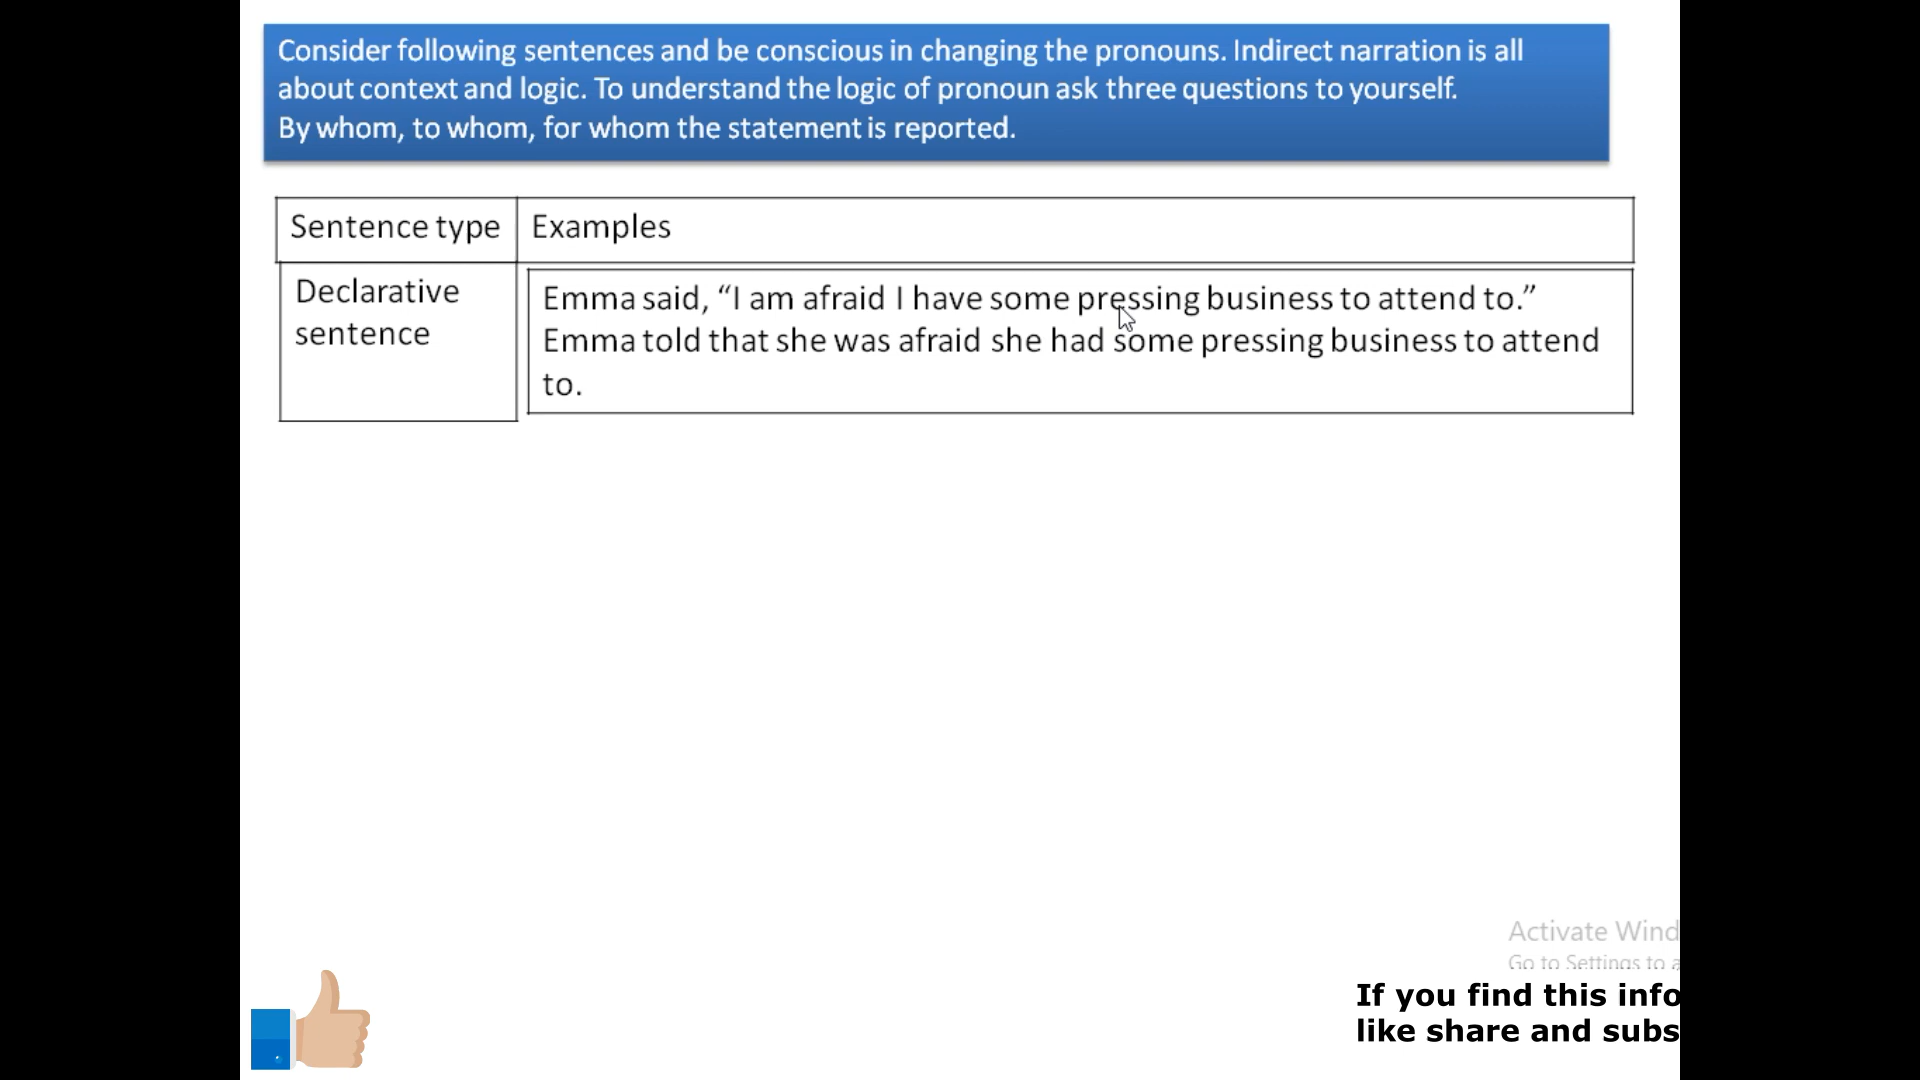 Consider following sentences and be conscious in changing the pronouns. Indirect narration is all
about context and logic. To understand the logic of pronoun ask three questions to yourself.
By whom, to whom, for whom the statement is reported.
Sentence type
Examples
Declarative
sentence
Emma said, “I am afraid I have some pressing business to attend to.”
Emma told that she was afraid she had some pressing business to attend
to.
Activate Wind
Go to Settings to a
If you find this info
like share and subs